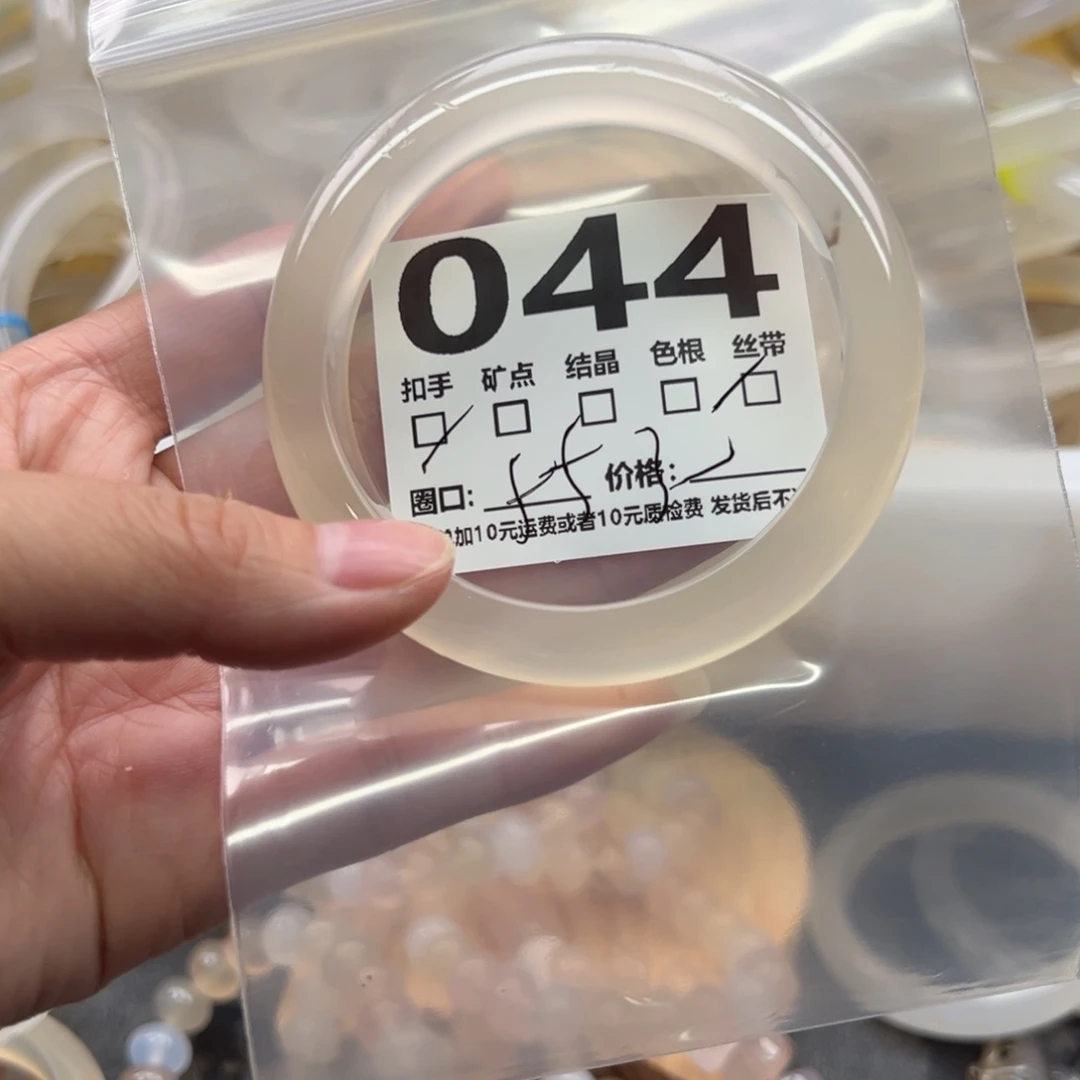 044
扣手 矿点 结晶 色根 丝带
圈口: 价格:
加10元运费或者10元质检费 发货后不